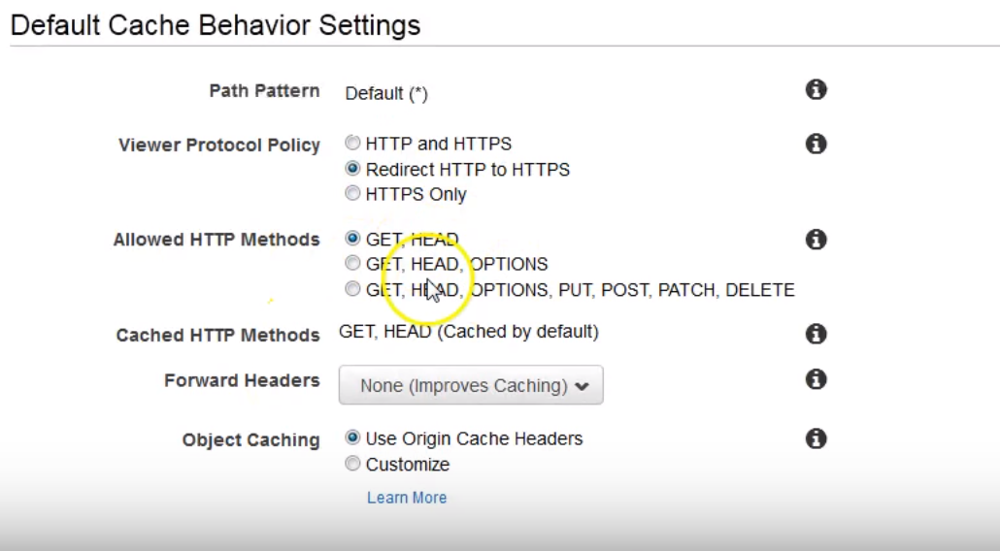 Default Cache Behavior Settings
Path Pattern Default (*)
Viewer Protocol Policy HTTP and HTTPS
Redirect HTTP to HTTPS
HTTPS Only
Allowed HTTP Methods GET, HEAD
GET, HEAD, OPTIONS
GET, HEAD, OPTIONS, PUT, POST, PATCH, DELETE
Cached HTTP Methods GET, HEAD (Cached by default)
Forward Headers None (Improves Caching)
Object Caching Use Origin Cache Headers
Customize
Learn More